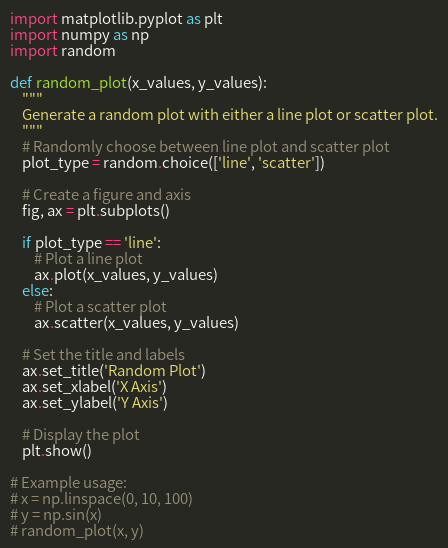 import matplotlib.pyplot as plt
import numpy as np
import random

def random_plot(x_values, y_values):
    """
    Generate a random plot with either a line plot or scatter plot.
    """
    # Randomly choose between line plot and scatter plot
    plot_type = random.choice(['line', 'scatter'])

    # Create a figure and axis
    fig, ax = plt.subplots()

    if plot_type == 'line':
        # Plot a line plot
        ax.plot(x_values, y_values)
    else:
        # Plot a scatter plot
        ax.scatter(x_values, y_values)

    # Set the title and labels
    ax.set_title('Random Plot')
    ax.set_xlabel('X Axis')
    ax.set_ylabel('Y Axis')

    # Display the plot
    plt.show()

# Example usage:
# x = np.linspace(0, 10, 100)
# y = np.sin(x)
# random_plot(x, y)